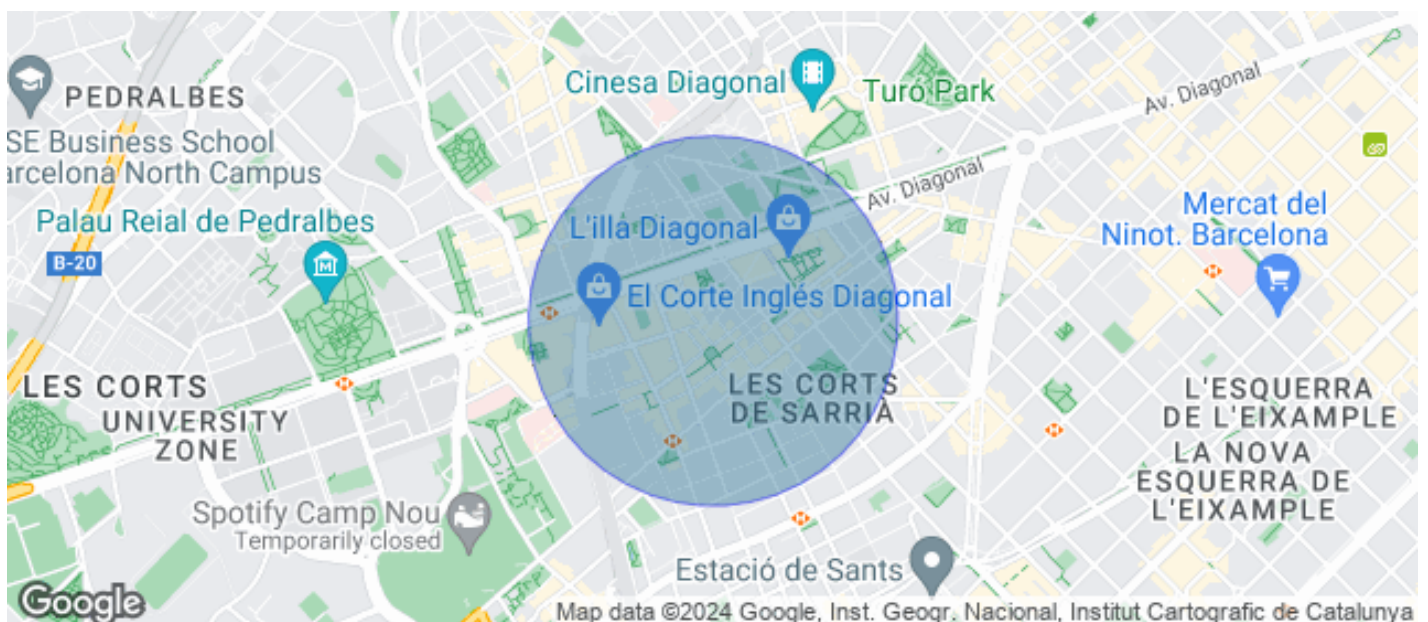 Cinesa Diagonal
Turó Park
Av. Diagonal
PEDRALBES
SE Business School
arcelona North Campus
Av. Diagonal
Palau Reial de Pedralbes
L'illa Diagonal
Mercat del
Ninot. Barcelona
B-20
El Corte Inglés Diagonal
LES CORTS
UNIVERSITY
ZONE
LES CORTS
DE SARRIÀ
L'ESQUERRA
DE L'EIXAMPLE
LA NOVA
ESQUERRA DE
L'EIXAMPLE
Spotify Camp Nou
Temporarily closed
Estació de Sants
Google
Map data ©2024 Google, Inst. Geogr. Nacional, Institut Cartografic de Catalunya